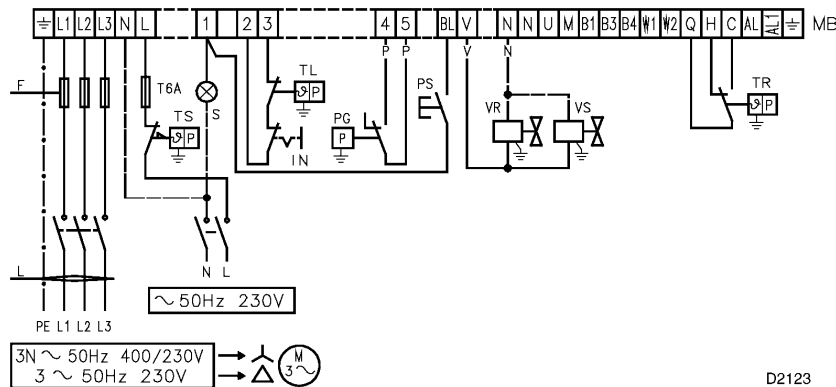 ⏚ L1 L2 L3 N L 1 2 3 4 5 BL V N N U M B1 B3 B4 W1 W2 Q H C AL AL1 ⏚ MB
P P V N
F T6A S TL PS TR
ϑ P
TS
ϑ P
PG
P
VR VS
ϑ P
IN
L N L
∼ 50Hz 230V
PE L1 L2 L3
3N ∼ 50Hz 400/230V
3 ∼ 50Hz 230V
M
3∼
D2123